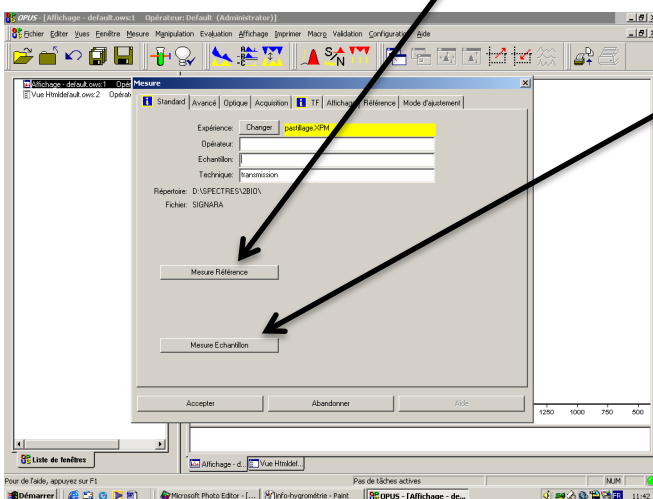 OPUS - [Affichage - default.ows:1 Opérateur: Default (Administrator)]
Fichier Editer Vues Fenêtre Mesure Manipulation Evaluation Affichage Imprimer Macro Validation Configuration Aide
Affichage - default.ows:1 Opér
Vue Htmldefault.ows:2 Opérate
Mesure
Standard Avancé Optique Acquisition TF Affichage Référence Mode d'ajustement
Expérience: Changer pastillage.XPM
Opérateur:
Echantillon:
Technique: transmission
Répertoire: D:\SPECTRES\2BIO\
Fichier: SIGNARA
Mesure Référence
Mesure Echantillon
Accepter Abandonner Aide
1250 1000 750 500
Liste de fenêtres
Affichage - d... Vue Htmldef...
Pour de l'aide, appuyez sur F1 Pas de tâches actives NUM
Démarrer Microsoft Photo Editor - [... info-hygrométrie - Paint OPUS - [Affichage - de... FR 11:42